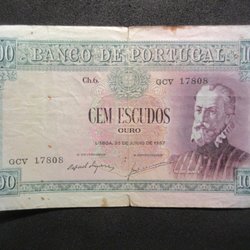 BANCO DE PORTUGAL
Ch.6. GCV 17808
CEM ESCUDOS
OURO
LISBOA, 25 DE JUNHO DE 1957
O GOVERNADOR
GCV 17808
100